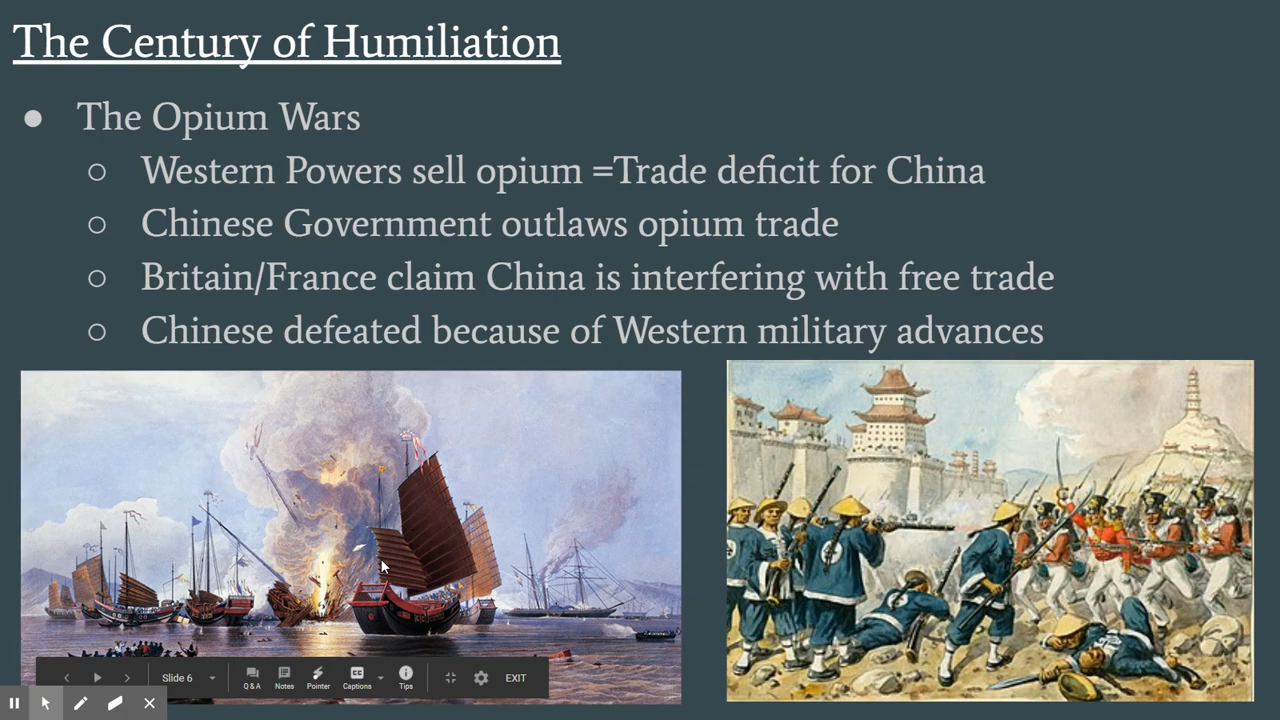 The Century of Humiliation
● The Opium Wars
○ Western Powers sell opium =Trade deficit for China
○ Chinese Government outlaws opium trade
○ Britain/France claim China is interfering with free trade
○ Chinese defeated because of Western military advances
Slide 6
Q & A
Notes
Pointer
Captions
Tips
EXIT